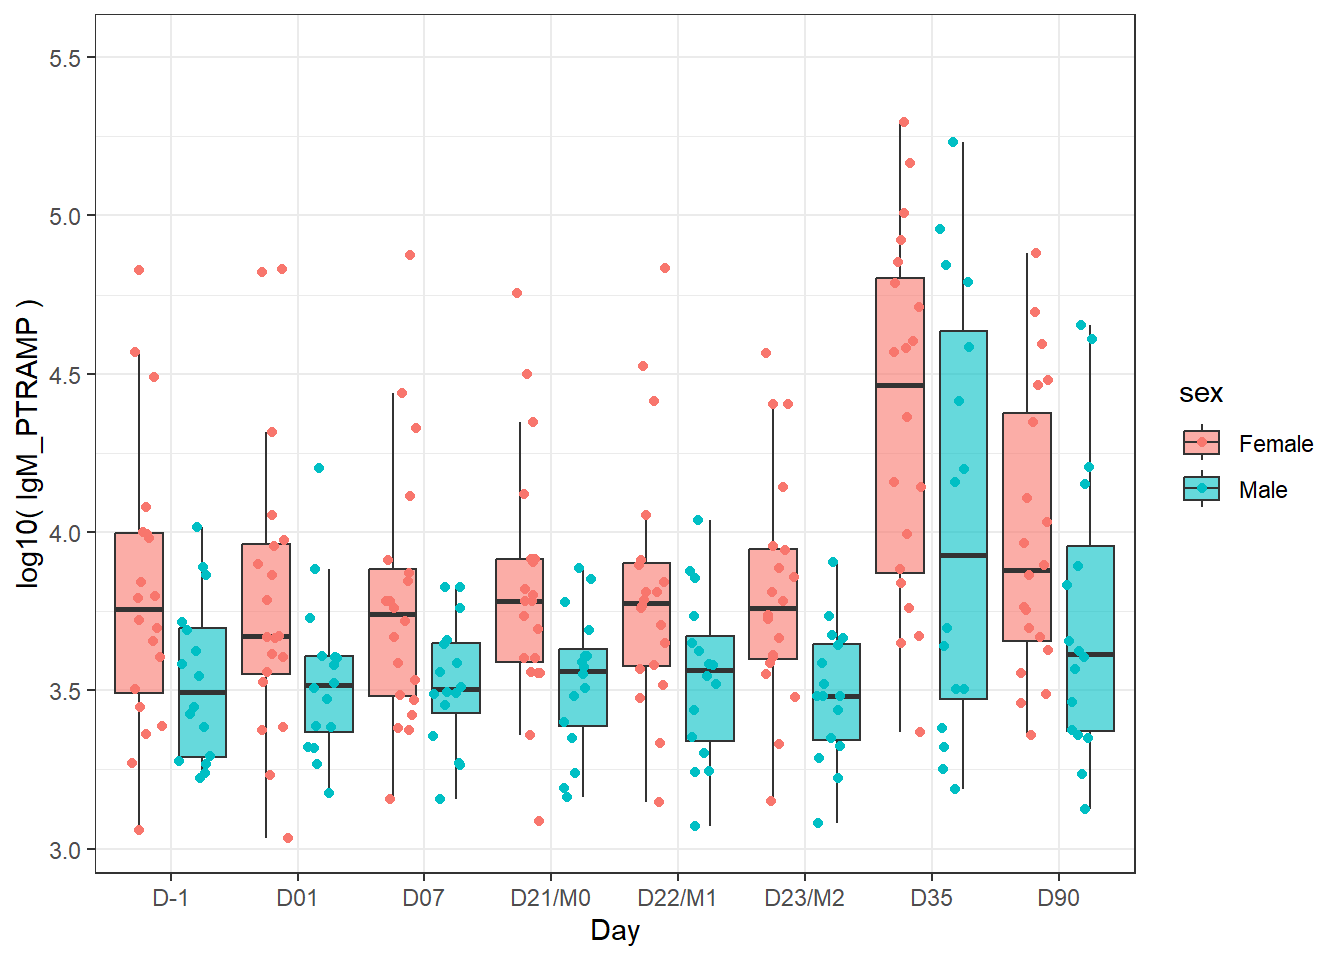 5.5
5.0
4.5
4.0
3.5
3.0
log10( IgM_PTRAMP )
D-1 D01 D07 D21/M0 D22/M1 D23/M2 D35 D90
Day
sex
Female
Male